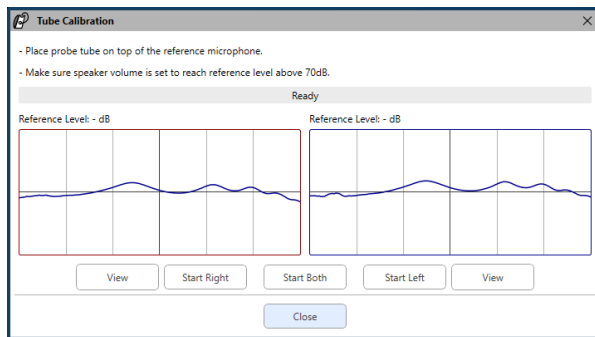 Tube Calibration
- Place probe tube on top of the reference microphone.
- Make sure speaker volume is set to reach reference level above 70dB.
Ready
Reference Level: - dB
Reference Level: - dB
View
Start Right
Start Both
Start Left
View
Close